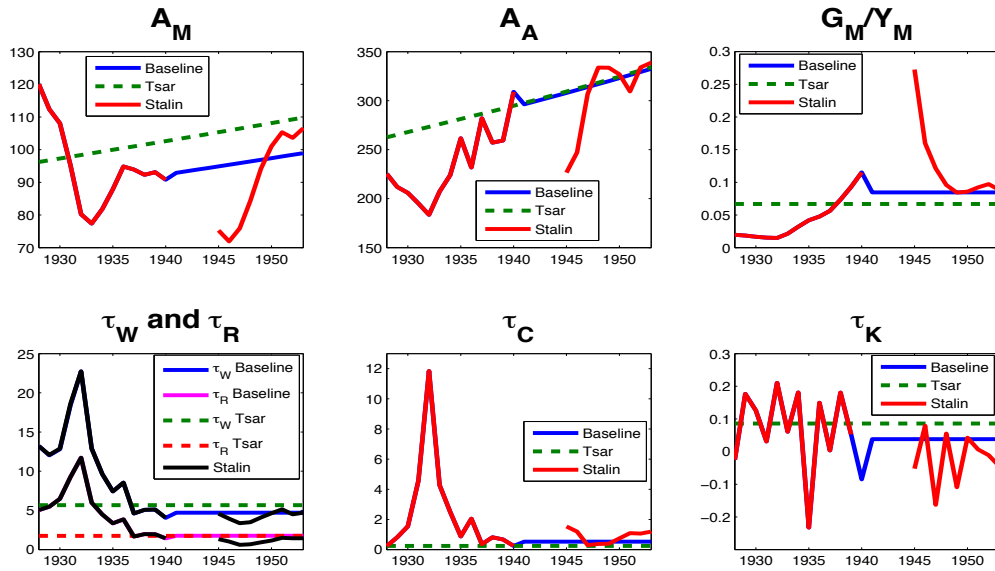 A_M
130
120
110
100
90
80
70
1930 1935 1940 1945 1950
Baseline
Tsar
Stalin
A_A
350
300
250
200
150
1930 1935 1940 1945 1950
Baseline
Tsar
Stalin
G_M/Y_M
0.3
0.25
0.2
0.15
0.1
0.05
0
1930 1935 1940 1945 1950
Baseline
Tsar
Stalin
τ_W and τ_R
25
20
15
10
5
0
1930 1935 1940 1945 1950
τ_W Baseline
τ_R Baseline
τ_W Tsar
τ_R Tsar
Stalin
τ_C
12
10
8
6
4
2
0
1930 1935 1940 1945 1950
Baseline
Tsar
Stalin
τ_K
0.3
0.2
0.1
0
−0.1
−0.2
1930 1935 1940 1945 1950
Baseline
Tsar
Stalin